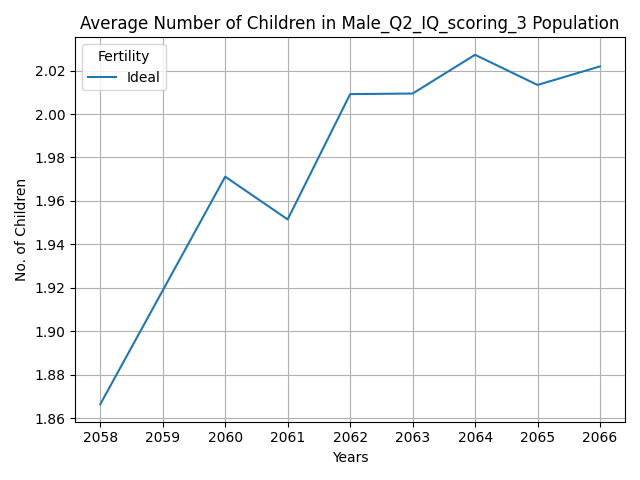 Average Number of Children in Male_Q2_IQ_scoring_3 Population
Fertility
Ideal
2.02
2.00
1.98
1.96
1.94
1.92
1.90
1.88
1.86
No. of Children
2058 2059 2060 2061 2062 2063 2064 2065 2066
Years